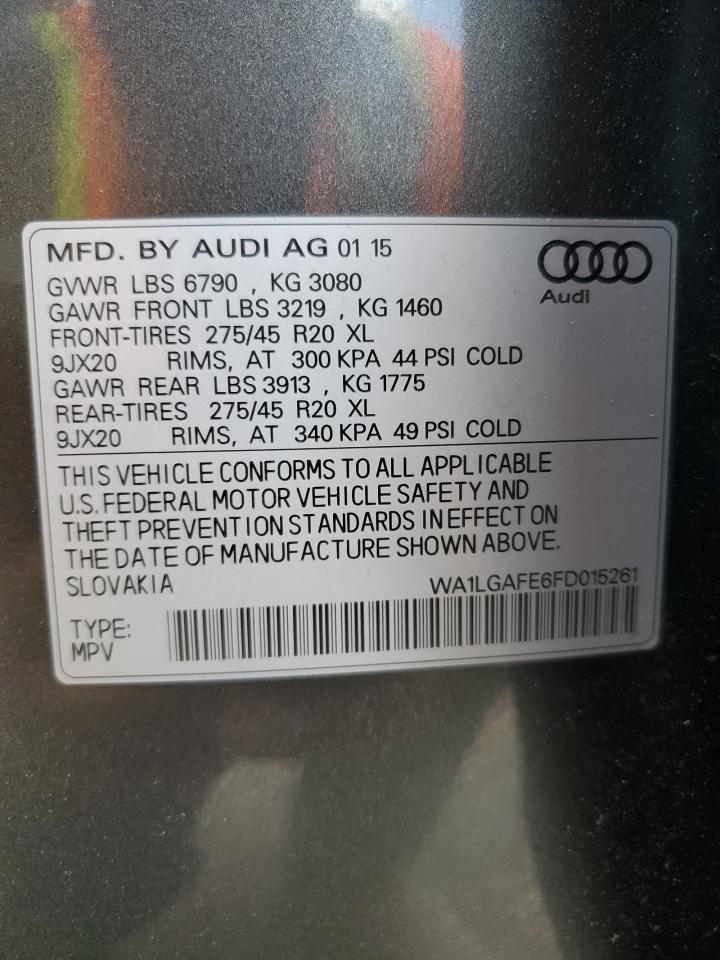 MFD. BY AUDI AG 01 15
Audi
GVWR LBS 6790 , KG 3080
GAWR FRONT LBS 3219 , KG 1460
FRONT-TIRES 275/45 R20 XL
9JX20 RIMS, AT 300 KPA 44 PSI COLD
GAWR REAR LBS 3913 , KG 1775
REAR-TIRES 275/45 R20 XL
9JX20 RIMS, AT 340 KPA 49 PSI COLD
THIS VEHICLE CONFORMS TO ALL APPLICABLE
U.S. FEDERAL MOTOR VEHICLE SAFETY AND
THEFT PREVENTION STANDARDS IN EFFECT ON
THE DATE OF MANUFACTURE SHOWN ABOVE.
SLOVAKIA WA1LGAFE6FD015261
TYPE:
MPV